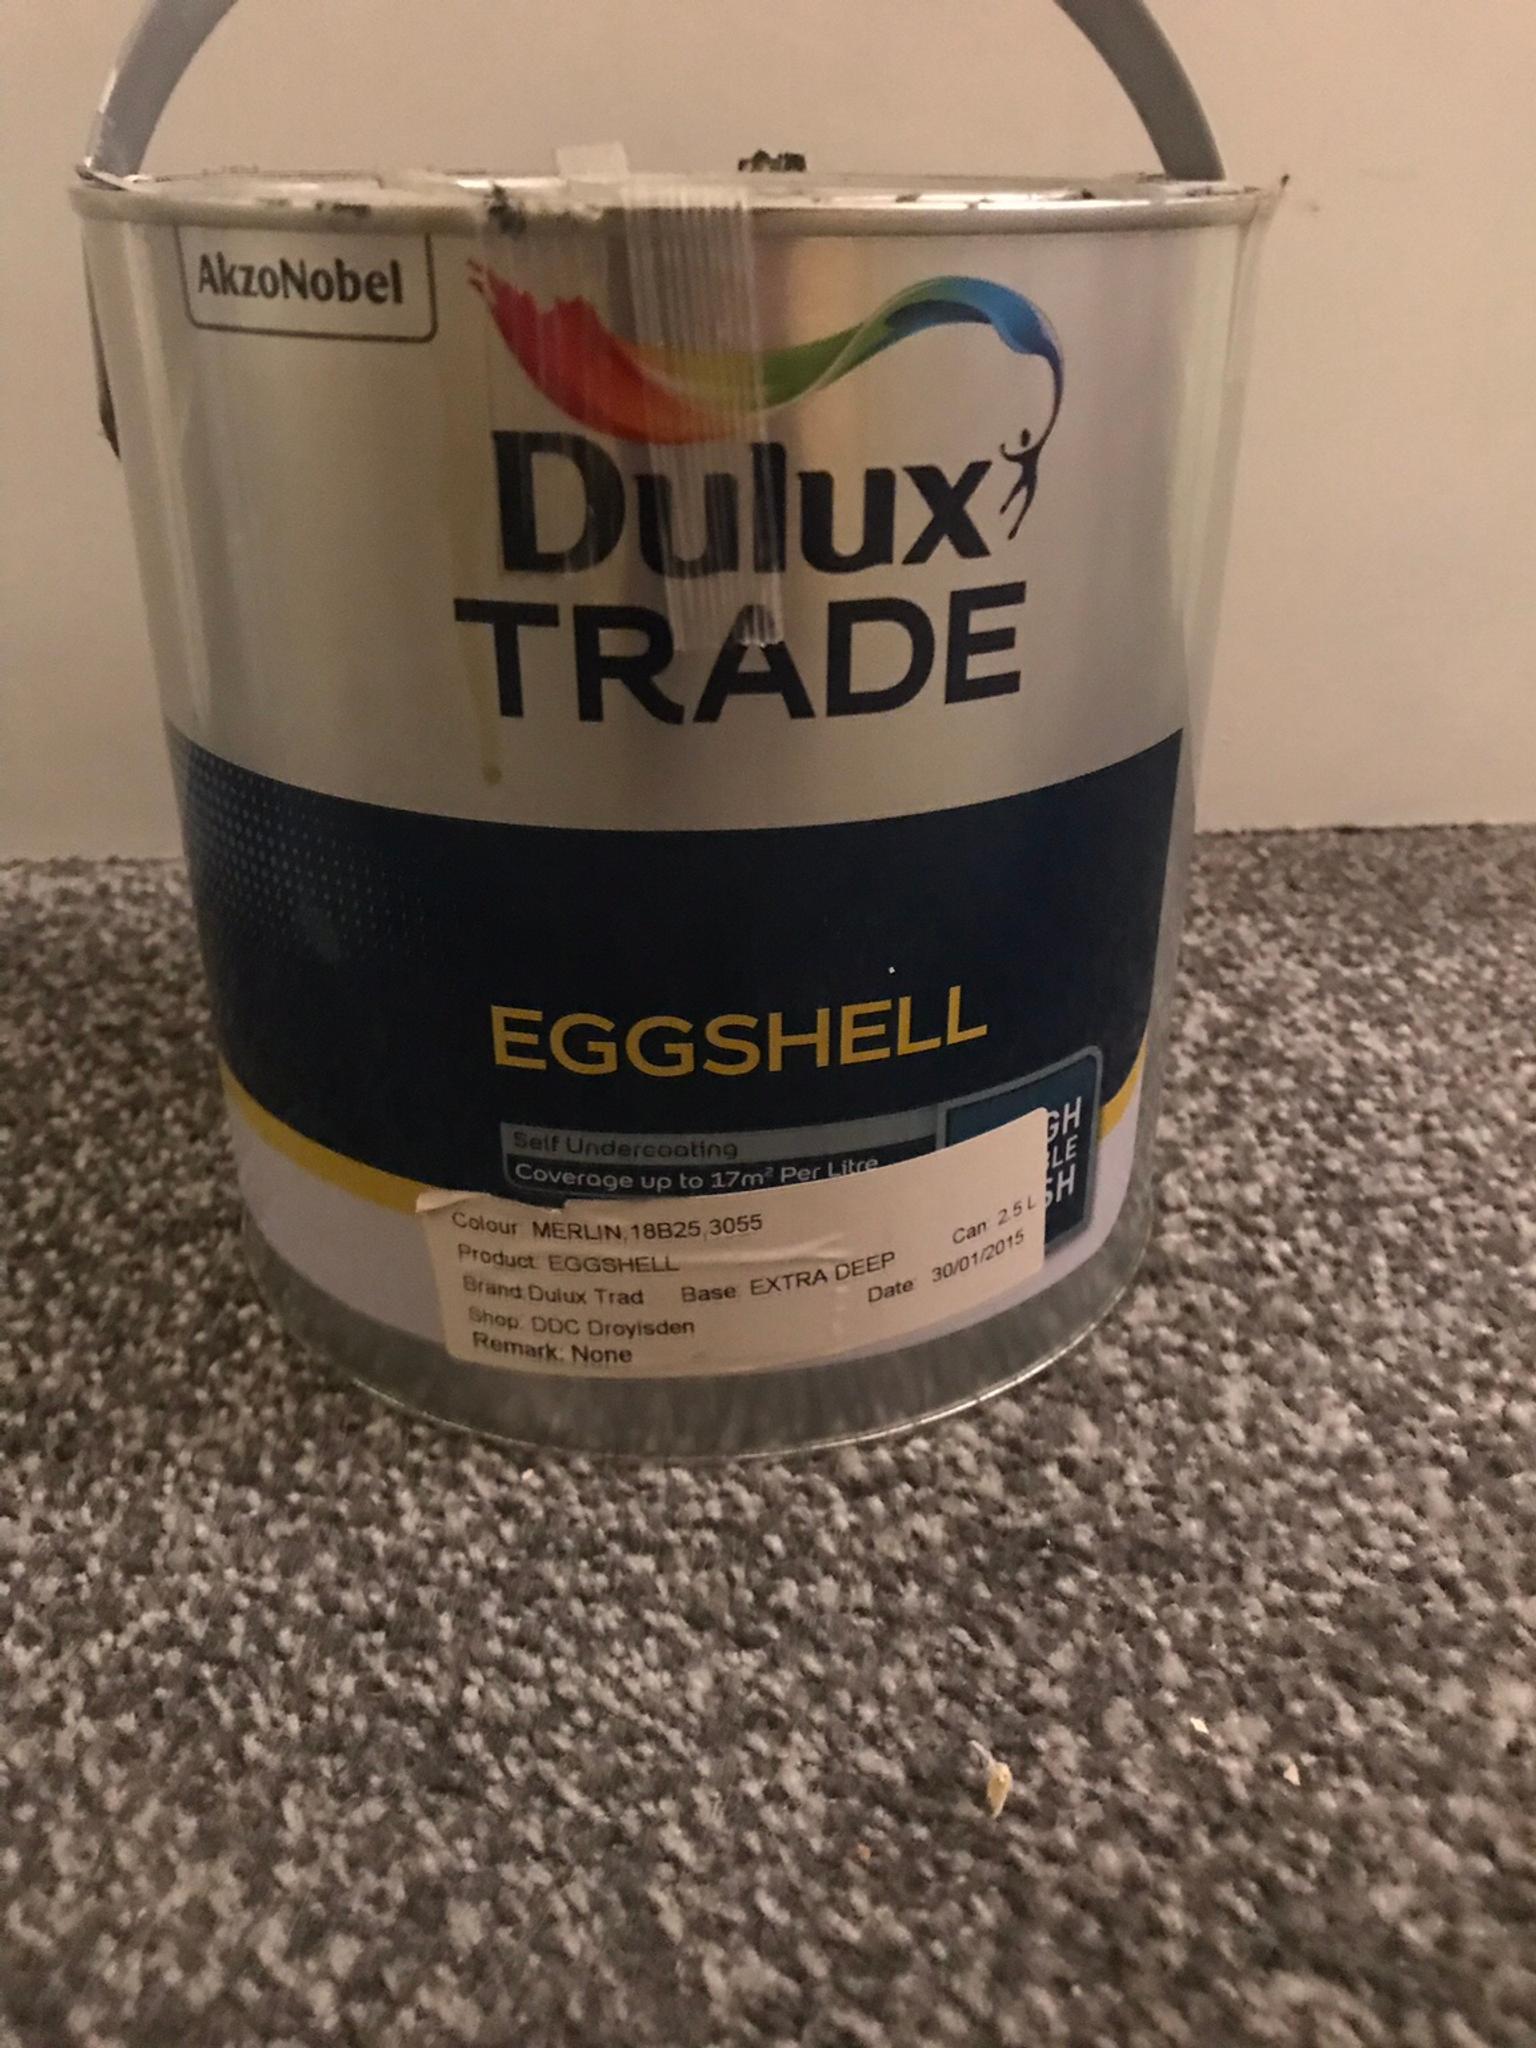 AkzoNobel
Dulux
TRADE
EGGSHELL
Self Undercoating
Coverage up to 17m² Per Litre
Colour: MERLIN,18B25,3055
Product: EGGSHELL Can: 2.5 L
Brand:Dulux Trad Base: EXTRA DEEP Date: 30/01/2015
Shop: DDC Droylsden
Remark: None